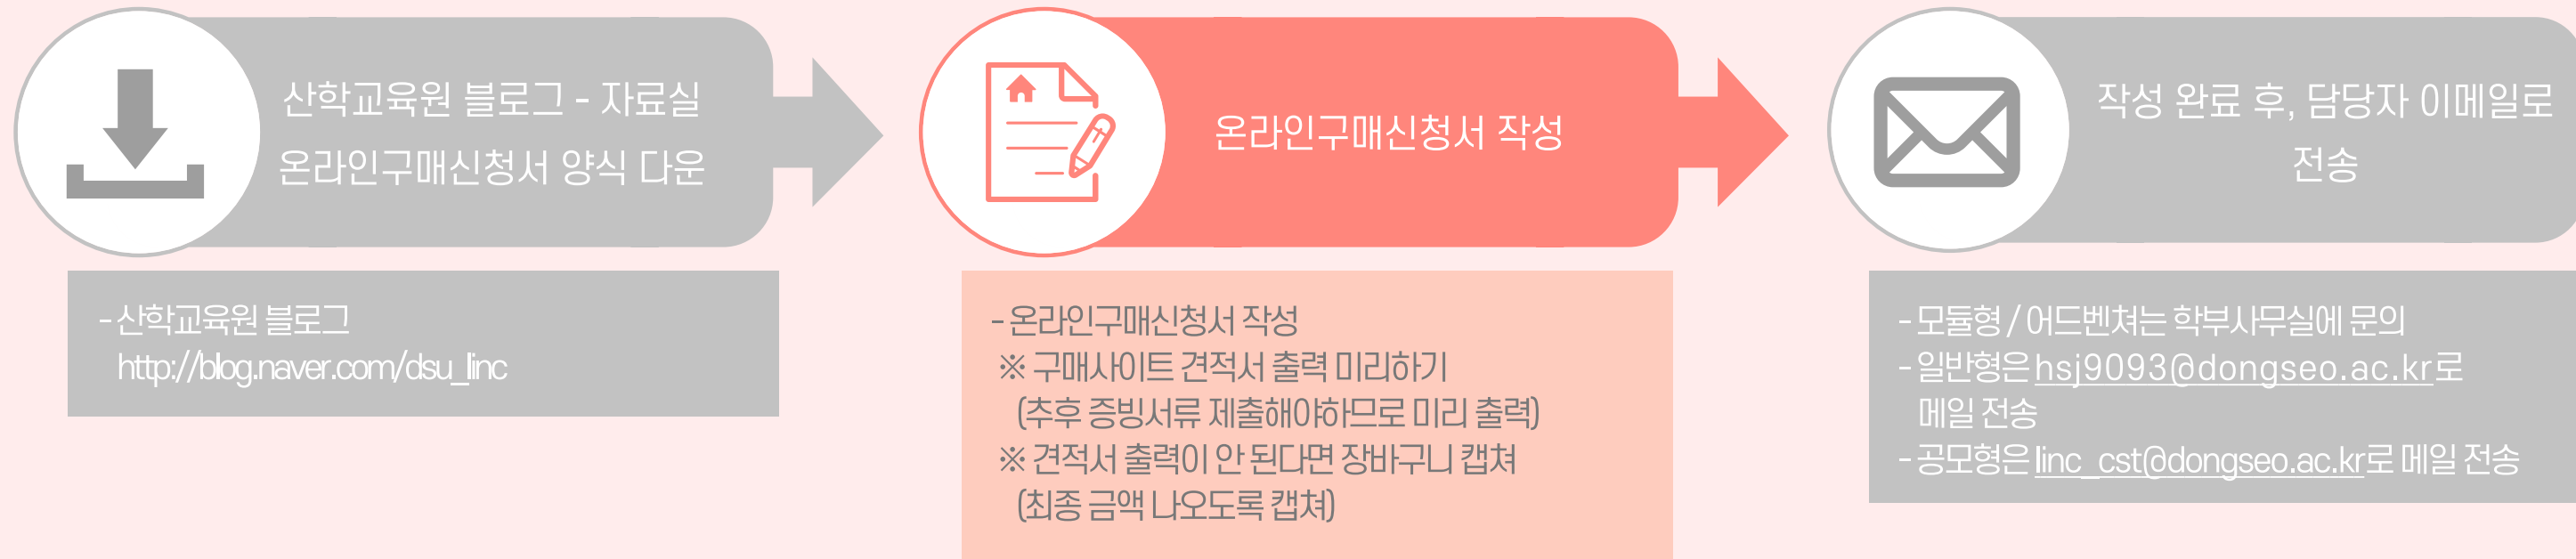 산학교육원 블로그 - 자료실
온라인구매신청서 양식 다운
- 산학교육원 블로그
http://blog.naver.com/dsu_linc
온라인구매신청서 작성
- 온라인구매신청서 작성
※ 구매사이트 견적서 출력 미리하기
(추후 증빙서류 제출해야하므로 미리 출력)
※ 견적서 출력이 안 된다면 장바구니 캡쳐
(최종 금액 나오도록 캡쳐)
작성 완료 후, 담당자 이메일로
전송
- 모듈형 / 어드벤쳐는 학부사무실에 문의
- 일반형은 hsj9093@dongseo.ac.kr로
메일 전송
- 공모형은 linc_cst@dongseo.ac.kr로 메일 전송